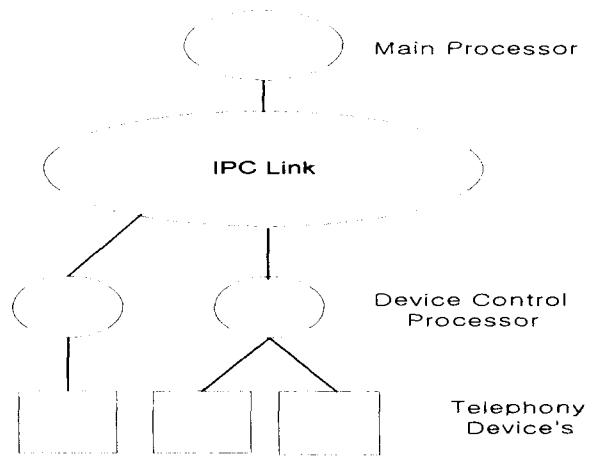 Main Processor
IPC Link
Device Control
Processor
Telephony
Device's